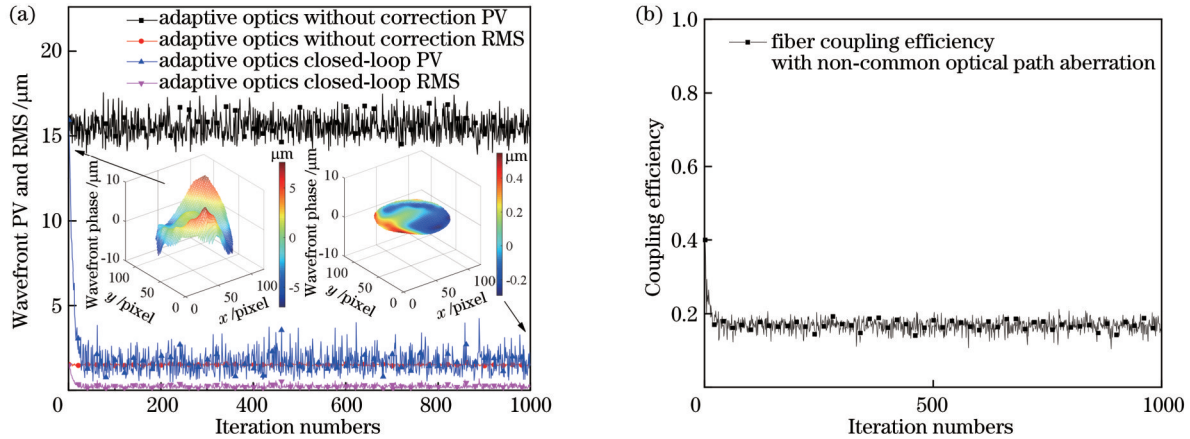 (a)
adaptive optics without correction PV
adaptive optics without correction RMS
adaptive optics closed-loop PV
adaptive optics closed-loop RMS
Wavefront PV and RMS /μm
20
15
10
5
0
200
400
600
800
1000
Iteration numbers
Wavefront phase /μm
10
0
-10
100
50
0
y /pixel
0
50
100
x /pixel
μm
5
0
-5
Wavefront phase /μm
10
0
-10
100
50
0
y /pixel
0
50
100
x /pixel
μm
0.4
0.2
0
-0.2
(b)
fiber coupling efficiency
with non-common optical path aberration
Coupling efficiency
1.0
0.8
0.6
0.4
0.2
0
500
1000
Iteration numbers